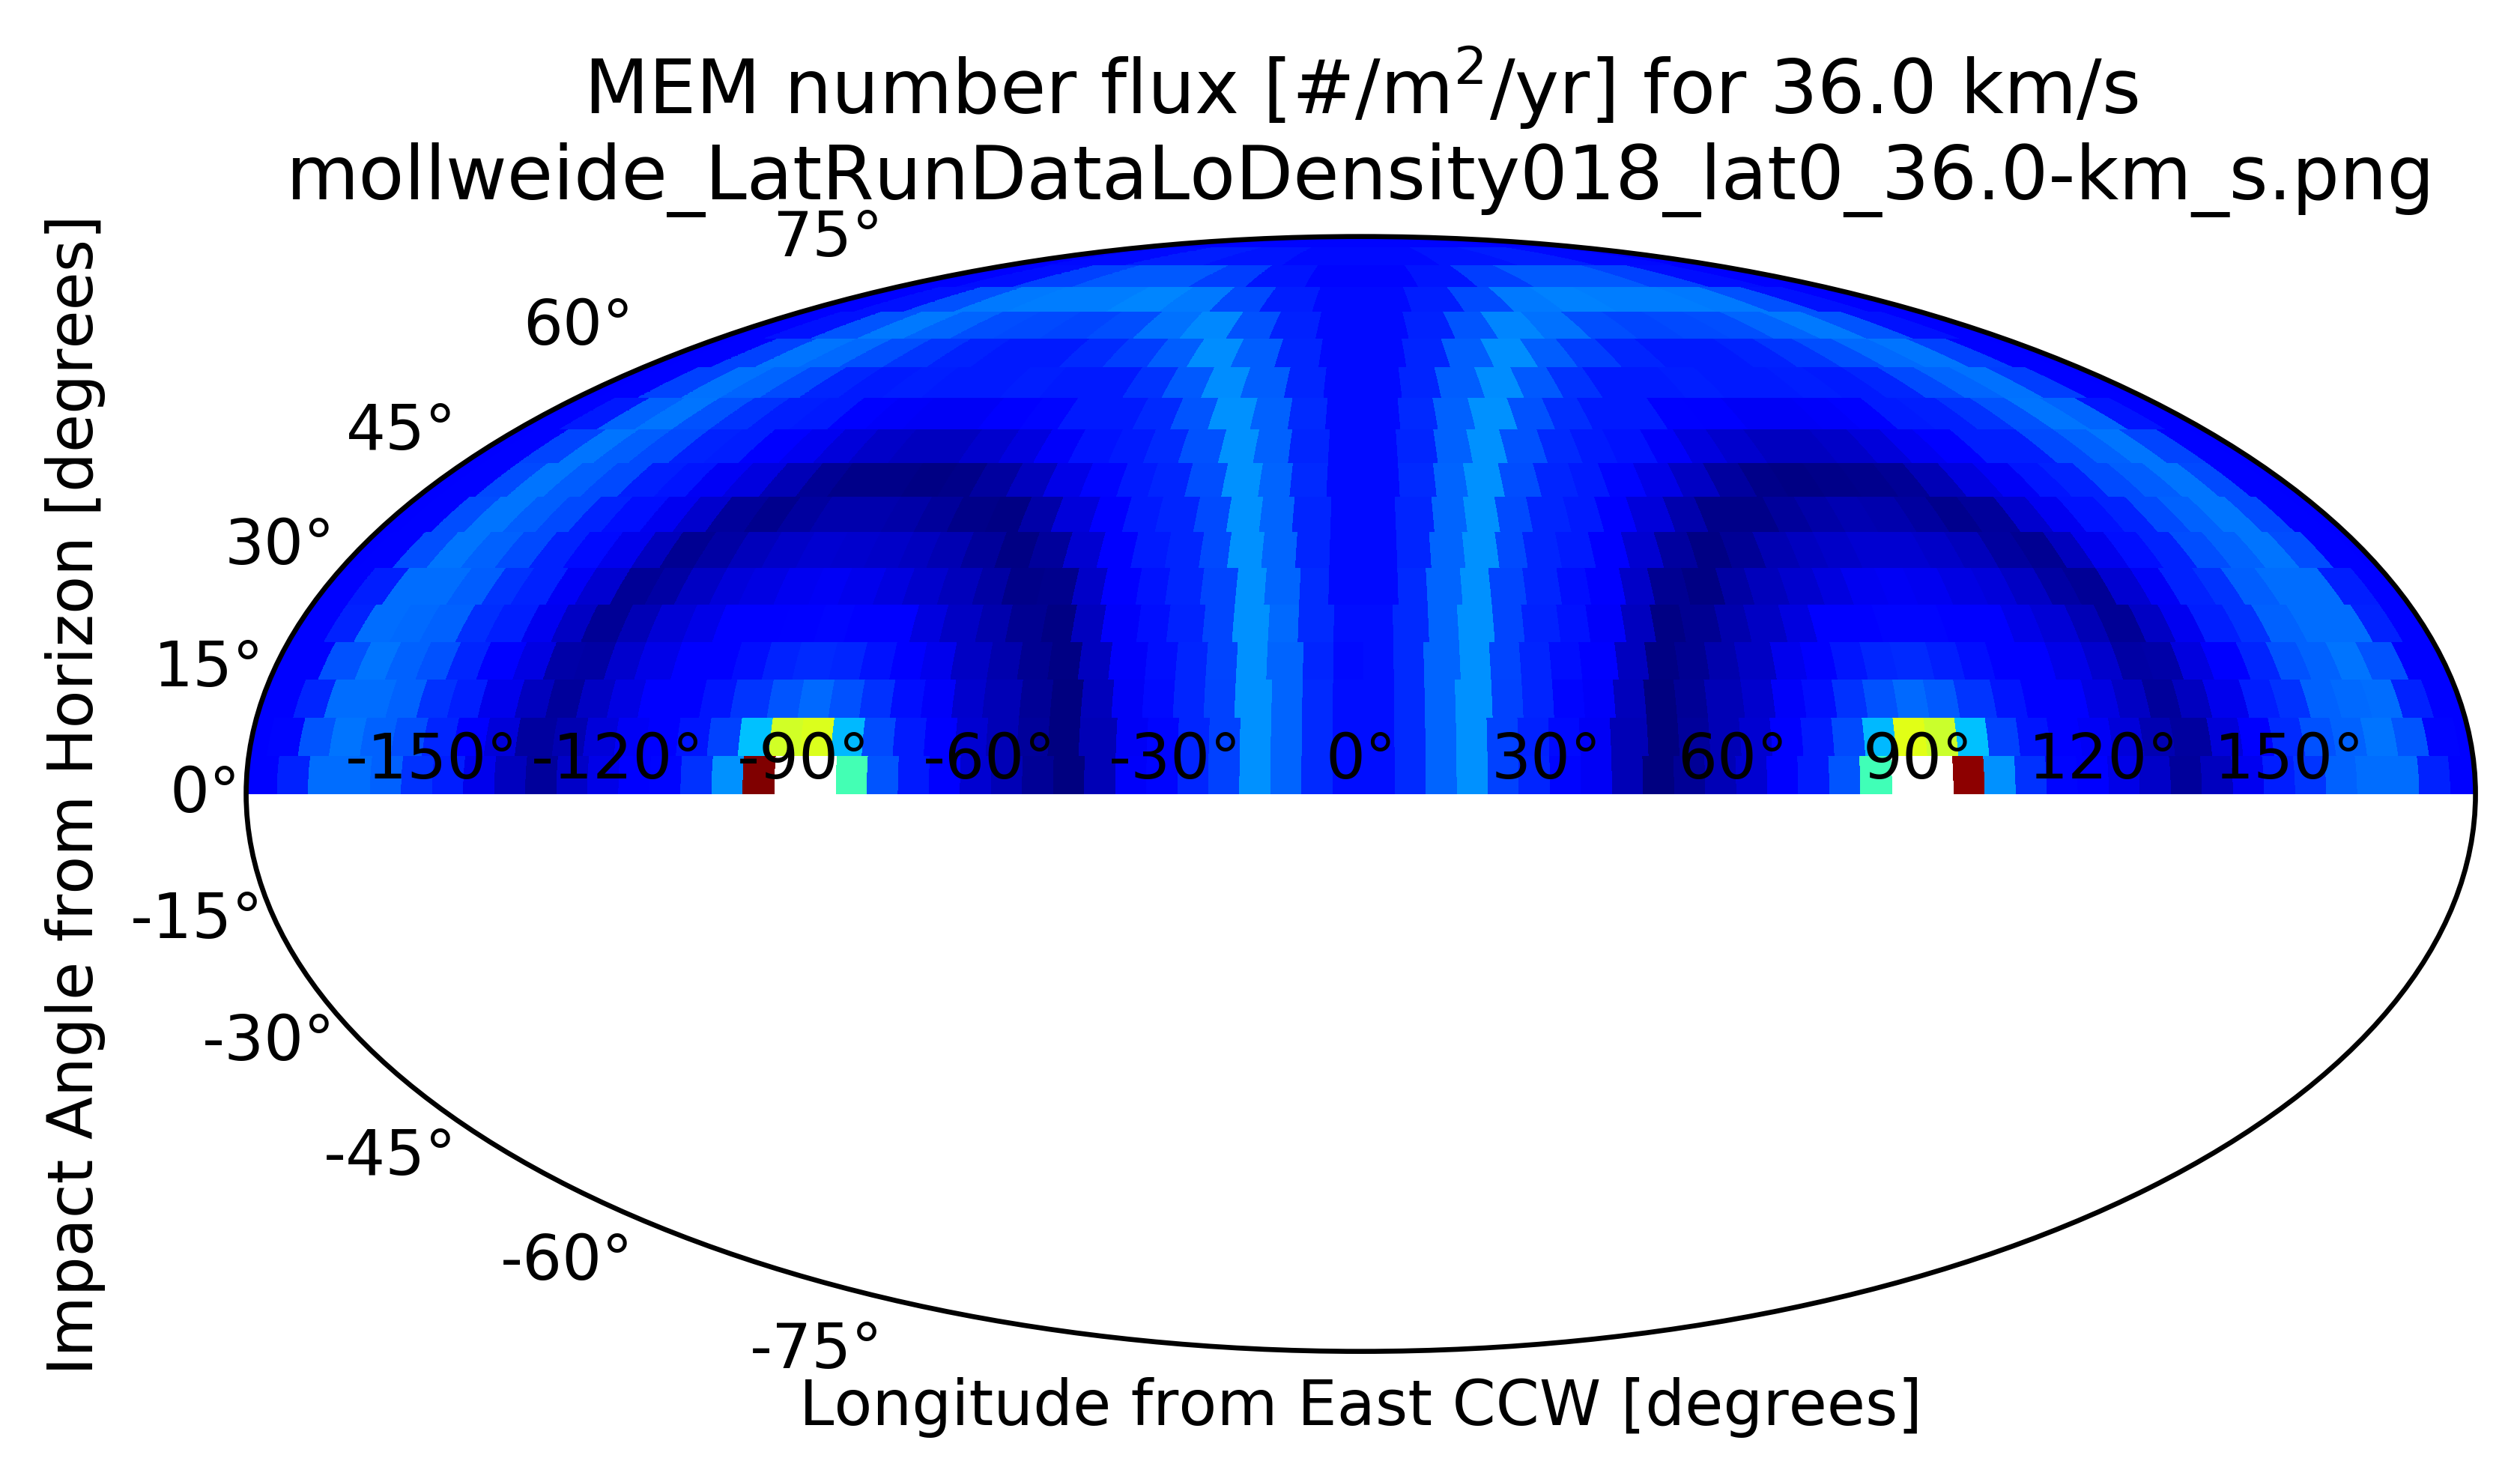 MEM number flux [#/m²/yr] for 36.0 km/s
mollweide_LatRunDataLoDensity018_lat0_36.0-km_s.png
Impact Angle from Horizon [degrees]
75°
60°
45°
30°
15°
0°
-15°
-30°
-45°
-60°
-75°
-150° -120° -90° -60° -30° 0° 30° 60° 90° 120° 150°
Longitude from East CCW [degrees]